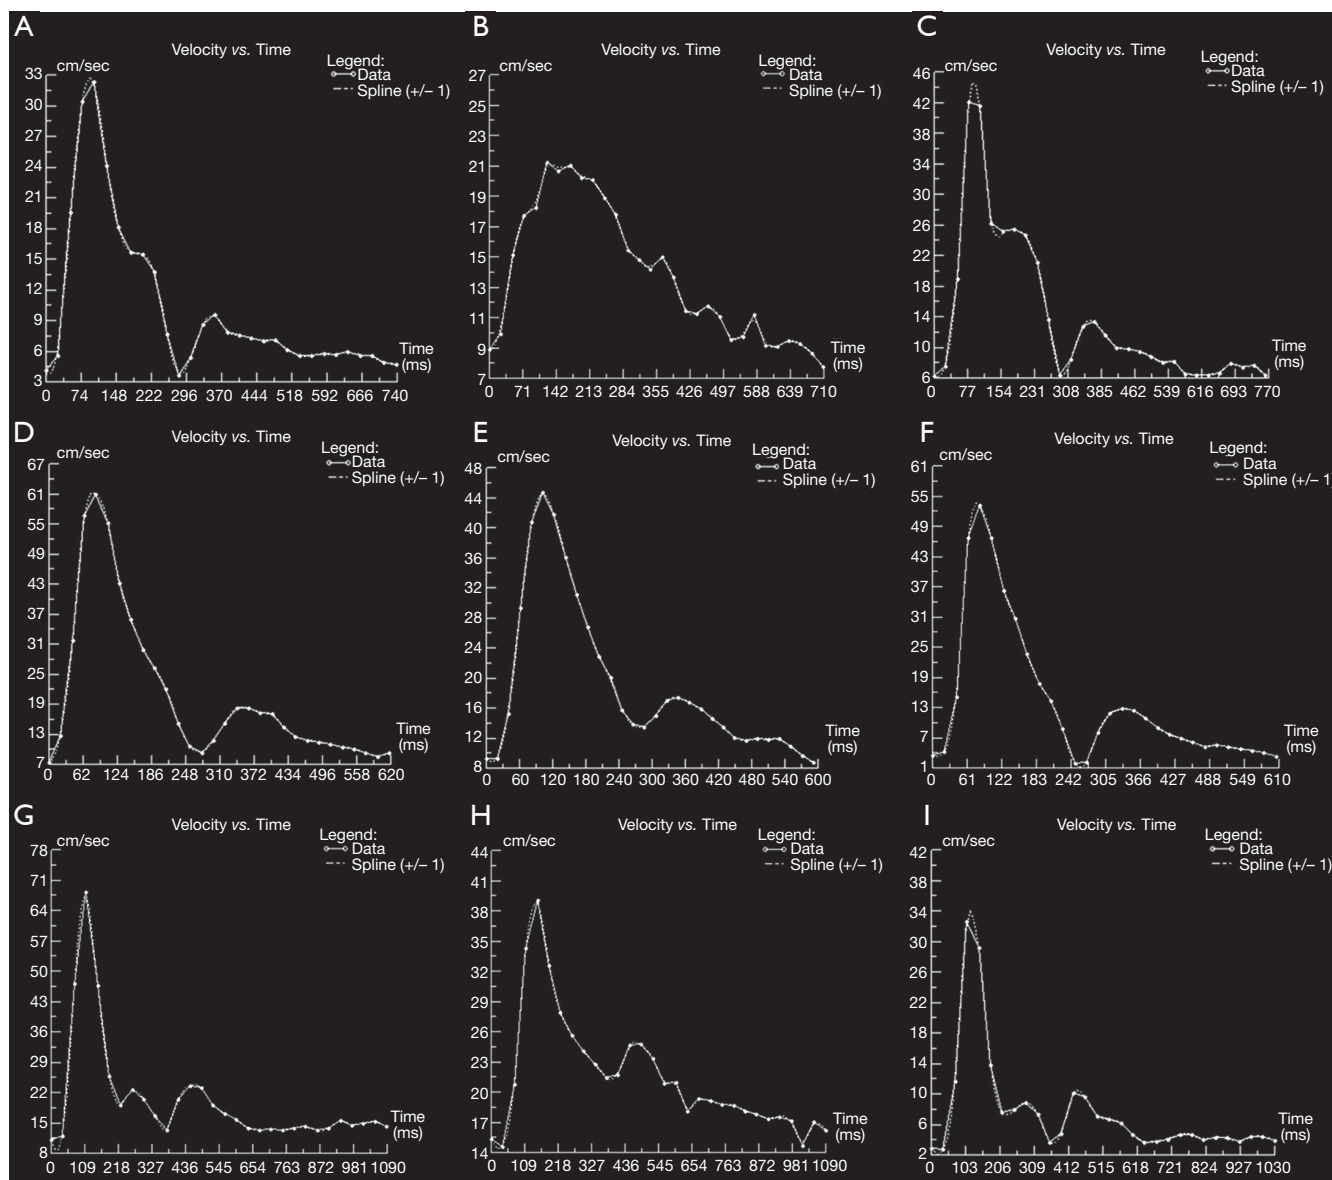 A
Velocity vs. Time
cm/sec
Legend:
Data
Spline (+/– 1)
33
30
27
24
21
18
15
12
9
6
3
Time
(ms)
0 74 148 222 296 370 444 518 592 666 740
B
Velocity vs. Time
cm/sec
Legend:
Data
Spline (+/– 1)
27
25
23
21
19
17
15
13
11
9
7
Time
(ms)
0 71 142 213 284 355 426 497 588 639 710
C
Velocity vs. Time
cm/sec
Legend:
Data
Spline (+/– 1)
46
42
38
34
30
26
22
18
14
10
6
Time
(ms)
0 77 154 231 308 385 462 539 616 693 770
D
Velocity vs. Time
cm/sec
Legend:
Data
Spline (+/– 1)
67
61
55
49
43
37
31
25
19
13
7
Time
(ms)
0 62 124 186 248 310 372 434 496 558 620
E
Velocity vs. Time
cm/sec
Legend:
Data
Spline (+/– 1)
48
44
40
36
32
28
24
20
16
12
8
Time
(ms)
0 60 120 180 240 300 360 420 480 540 600
F
Velocity vs. Time
cm/sec
Legend:
Data
Spline (+/– 1)
61
55
49
43
37
31
25
19
13
7
1
Time
(ms)
0 61 122 183 242 305 366 427 488 549 610
G
Velocity vs. Time
cm/sec
Legend:
Data
Spline (+/– 1)
78
71
64
57
50
43
36
29
22
15
8
Time
(ms)
0 109 218 327 436 545 654 763 872 981 1090
H
Velocity vs. Time
cm/sec
Legend:
Data
Spline (+/– 1)
44
41
38
35
32
29
26
23
20
17
14
Time
(ms)
0 109 218 327 436 545 654 763 872 981 1090
I
Velocity vs. Time
cm/sec
Legend:
Data
Spline (+/– 1)
42
38
34
30
26
22
18
14
10
6
2
Time
(ms)
0 103 206 309 412 515 618 721 824 927 1030